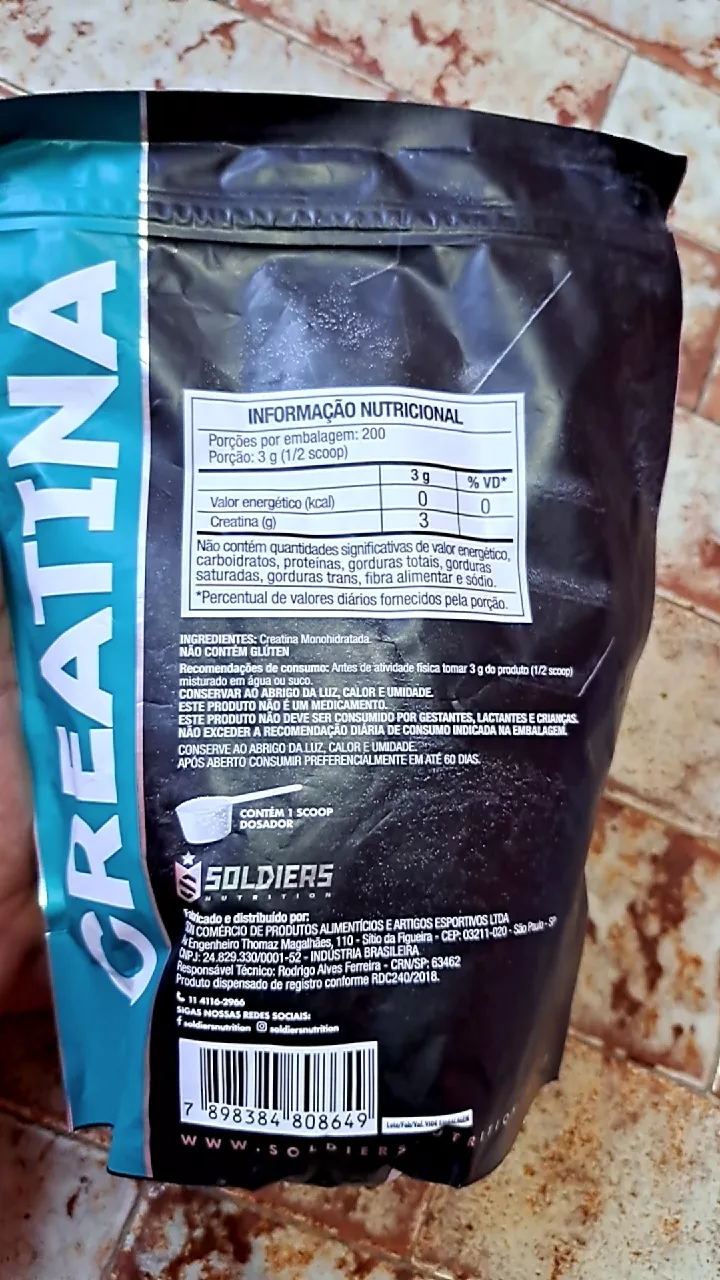 CREATINA
INFORMAÇÃO NUTRICIONAL
Porções por embalagem: 200
Porção: 3 g (1/2 scoop)
3 g % VD*
Valor energético (kcal) 0 0
Creatina (g) 3
Não contém quantidades significativas de valor energético,
carboidratos, proteínas, gorduras totais, gorduras
saturadas, gorduras trans, fibra alimentar e sódio.
*Percentual de valores diários fornecidos pela porção.
INGREDIENTES: Creatina Monohidratada.
NÃO CONTÉM GLÚTEN
Recomendações de consumo: Antes de atividade física tomar 3 g do produto (1/2 scoop)
misturado em água ou suco.
CONSERVAR AO ABRIGO DA LUZ, CALOR E UMIDADE.
ESTE PRODUTO NÃO É UM MEDICAMENTO.
ESTE PRODUTO NÃO DEVE SER CONSUMIDO POR GESTANTES, LACTANTES E CRIANÇAS.
NÃO EXCEDER A RECOMENDAÇÃO DIÁRIA DE CONSUMO INDICADA NA EMBALAGEM.
CONSERVE AO ABRIGO DA LUZ, CALOR E UMIDADE.
APÓS ABERTO CONSUMIR PREFERENCIALMENTE EM ATÉ 60 DIAS.
CONTÉM 1 SCOOP
DOSADOR
SOLDIERS
NUTRITION
Fabricado e distribuído por:
COMÉRCIO DE PRODUTOS ALIMENTÍCIOS E ARTIGOS ESPORTIVOS LTDA
Engenheiro Thomaz Magalhães, 110 - Sítio da Figueira - CEP: 03211-020 - São Paulo - SP
CNPJ: 24.829.330/0001-52 - INDÚSTRIA BRASILEIRA
Responsável Técnico: Rodrigo Alves Ferreira - CRN/SP: 63462
Produto dispensado de registro conforme RDC240/2018.
11 4116-2966
SIGAS NOSSAS REDES SOCIAIS:
soldiersnutrition soldiersnutrition
7 898384 808649
Lote/Fab/Val. VIDE EMBALAGEM
WWW.SOLDIERS